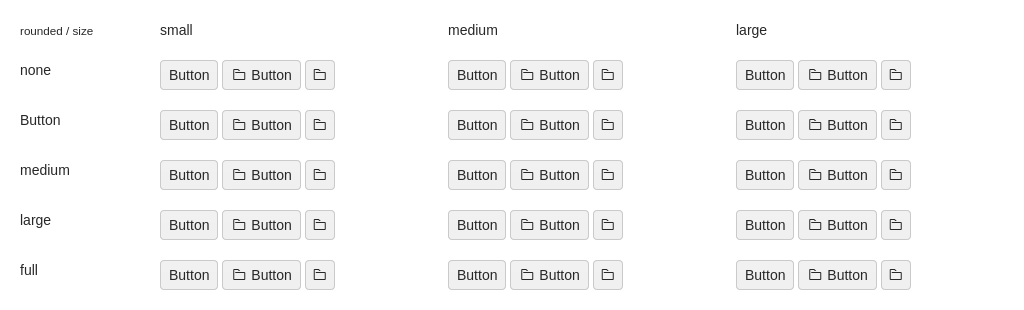 rounded / size small medium large
none Button Button Button Button Button Button
Button Button Button Button Button Button Button
medium Button Button Button Button Button Button
large Button Button Button Button Button Button
full Button Button Button Button Button Button